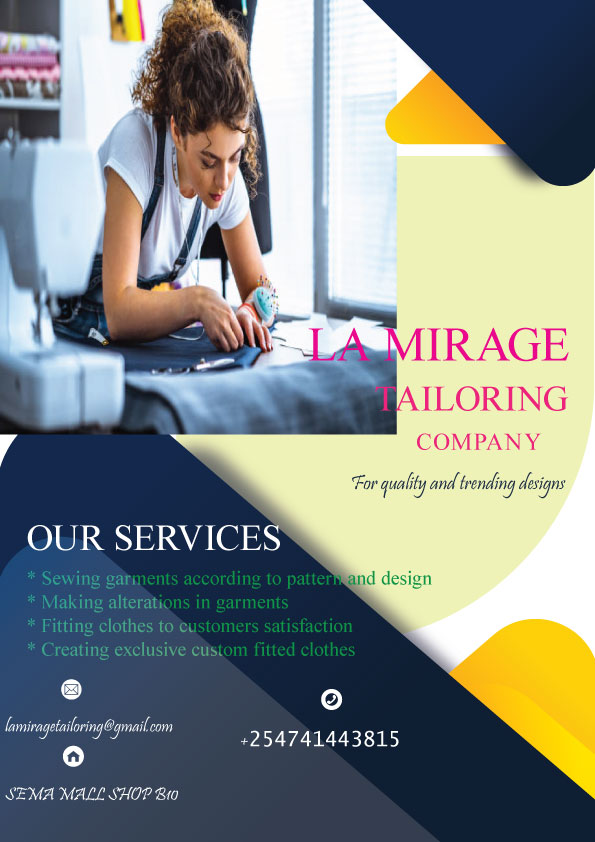 LA MIRAGE
TAILORING
COMPANY
For quality and trending designs
OUR SERVICES
* Sewing garments according to pattern and design
* Making alterations in garments
* Fitting clothes to customers satisfaction
* Creating exclusive custom fitted clothes
lamiragetailoring@gmail.com
+254741443815
SEMA MALL SHOP B10